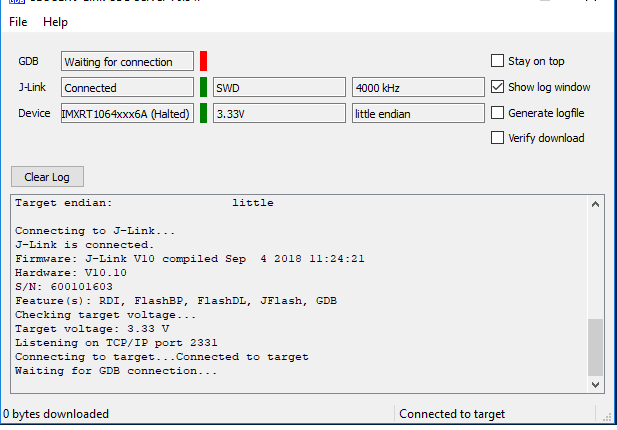 File Help
GDB Waiting for connection Stay on top
J-Link Connected SWD 4000 kHz Show log window
Device IMXRT1064xxx6A (Halted) 3.33V little endian Generate logfile
Verify download
Clear Log
Target endian: little
Connecting to J-Link...
J-Link is connected.
Firmware: J-Link V10 compiled Sep 4 2018 11:24:21
Hardware: V10.10
S/N: 600101603
Feature(s): RDI, FlashBP, FlashDL, JFlash, GDB
Checking target voltage...
Target voltage: 3.33 V
Listening on TCP/IP port 2331
Connecting to target...Connected to target
Waiting for GDB connection...
0 bytes downloaded Connected to target